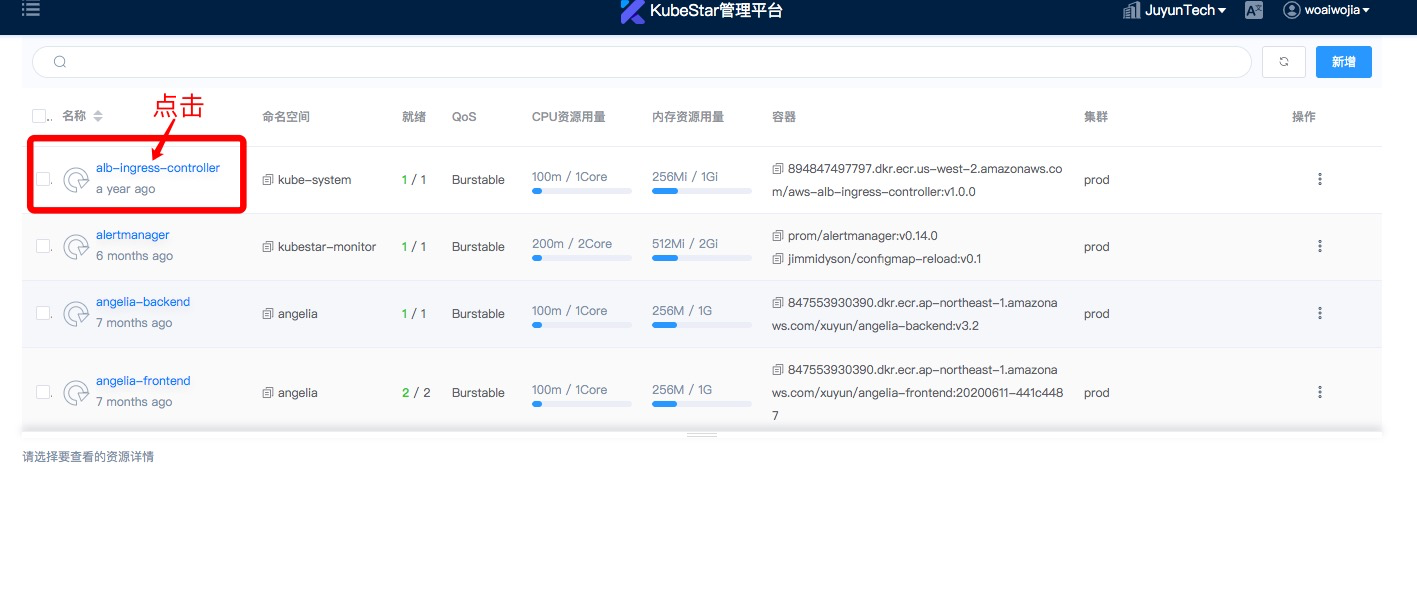 KubeStar管理平台
JuyunTech
woaiwojia
新增
点击
名称 命名空间 就绪 QoS CPU资源用量 内存资源用量 容器 集群 操作
alb-ingress-controller
a year ago
kube-system 1 / 1 Burstable 100m / 1Core 256Mi / 1Gi
894847497797.dkr.ecr.us-west-2.amazonaws.co
m/aws-alb-ingress-controller:v1.0.0
prod
alertmanager
6 months ago
kubestar-monitor 1 / 1 Burstable 200m / 2Core 512Mi / 2Gi
prom/alertmanager:v0.14.0
jimmidyson/configmap-reload:v0.1
prod
angelia-backend
7 months ago
angelia 1 / 1 Burstable 100m / 1Core 256M / 1G
847553930390.dkr.ecr.ap-northeast-1.amazona
ws.com/xuyun/angelia-backend:v3.2
prod
angelia-frontend
7 months ago
angelia 2 / 2 Burstable 100m / 1Core 256M / 1G
847553930390.dkr.ecr.ap-northeast-1.amazona
ws.com/xuyun/angelia-frontend:20200611-441c448
7
prod
请选择要查看的资源详情